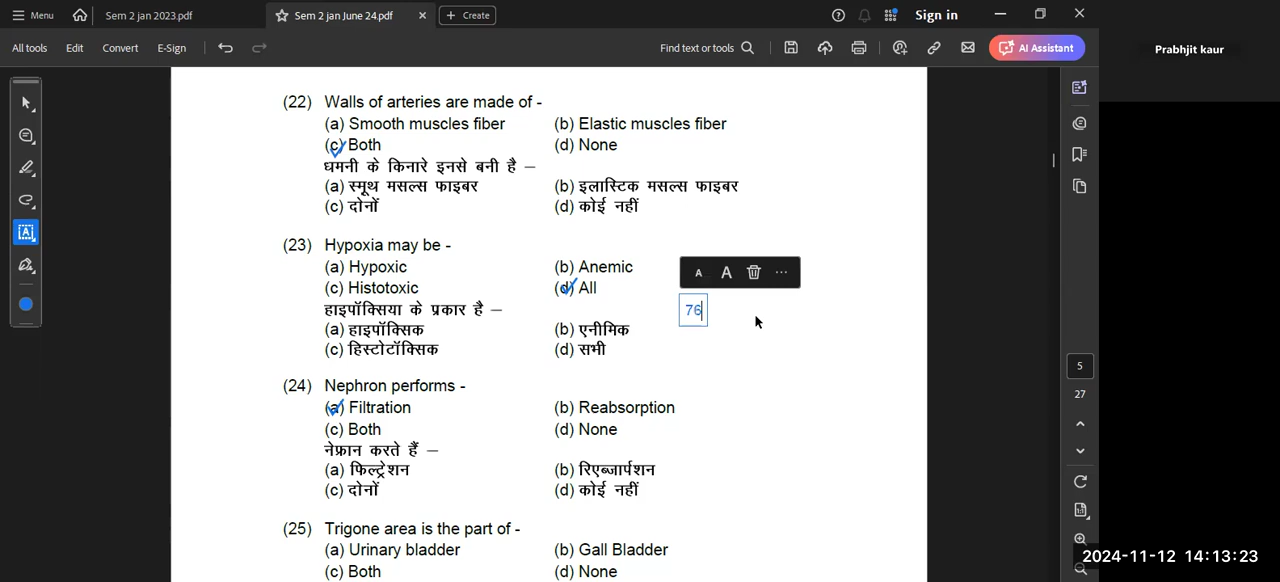 Menu
Sem 2 jan 2023.pdf
Sem 2 jan June 24.pdf
Create
Sign in
All tools
Edit
Convert
E-Sign
Find text or tools
AI Assistant
Prabhjit kaur
(22) Walls of arteries are made of -
(a) Smooth muscles fiber (b) Elastic muscles fiber
(c) Both (d) None
धमनी के किनारे इनसे बनी है –
(a) स्मूथ मसल्स फाइबर (b) इलास्टिक मसल्स फाइबर
(c) दोनों (d) कोई नहीं
(23) Hypoxia may be -
(a) Hypoxic (b) Anemic
(c) Histotoxic (d) All
A A ...
76
हाइपॉक्सिया के प्रकार है –
(a) हाइपॉक्सिक (b) एनीमिक
(c) हिस्टोटॉक्सिक (d) सभी
(24) Nephron performs -
(a) Filtration (b) Reabsorption
(c) Both (d) None
नेफ्रान करते हैं –
(a) फिल्ट्रेशन (b) रिएब्जार्पशन
(c) दोनों (d) कोई नहीं
(25) Trigone area is the part of -
(a) Urinary bladder (b) Gall Bladder
(c) Both (d) None
5
27
2024-11-12 14:13:23